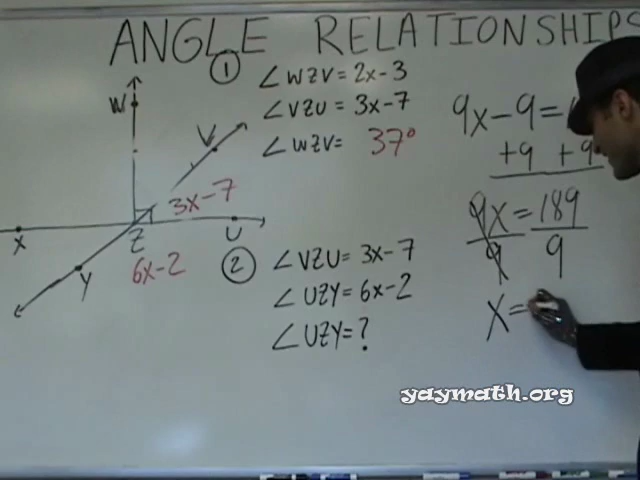 ANGLE RELATIONSHIPS
① ∠WZV = 2x-3
∠VZU = 3x-7
∠WZV = 37°
W
V
3x-7
X
Z
U
Y
6x-2
② ∠VZU = 3x-7
∠UZY = 6x-2
∠UZY = ?
9x-9=
+9 +9
9x = 189
9 9
X =
yaymath.org